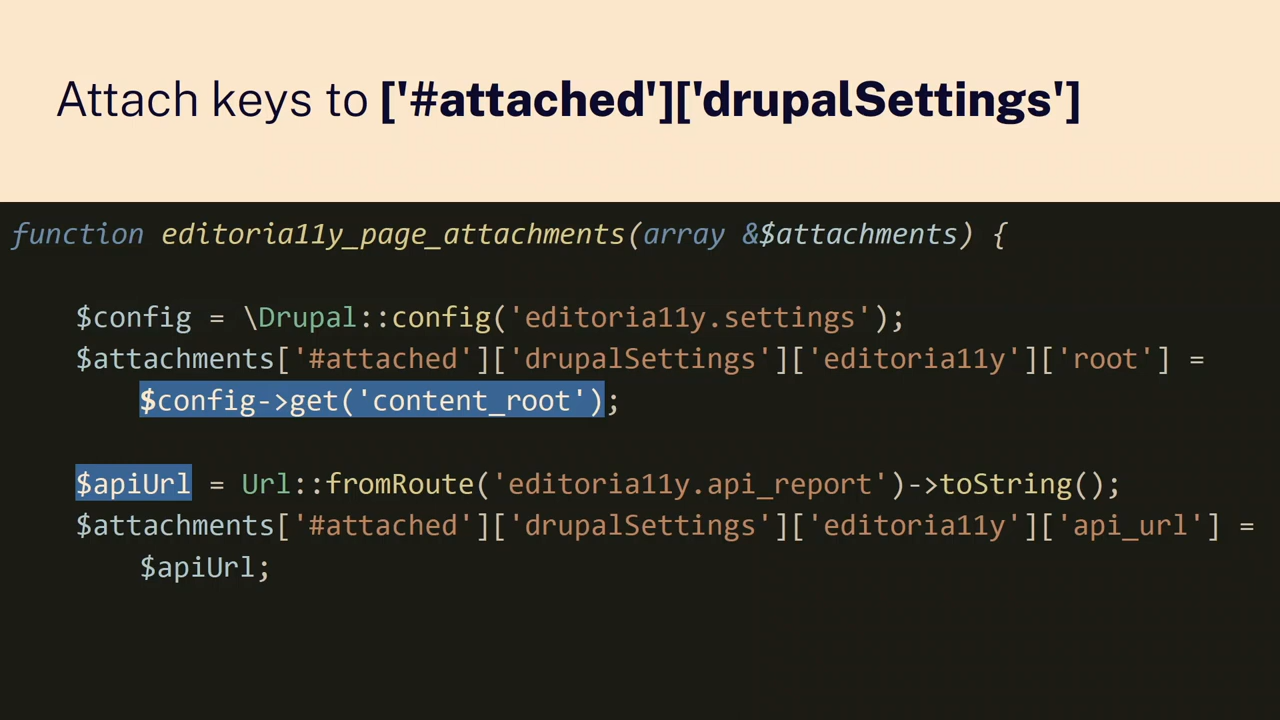 Attach keys to ['#attached']['drupalSettings']
function editoria11y_page_attachments(array &$attachments) {
$config = \Drupal::config('editoria11y.settings');
$attachments['#attached']['drupalSettings']['editoria11y']['root'] =
$config->get('content_root');
$apiUrl = Url::fromRoute('editoria11y.api_report')->toString();
$attachments['#attached']['drupalSettings']['editoria11y']['api_url'] =
$apiUrl;